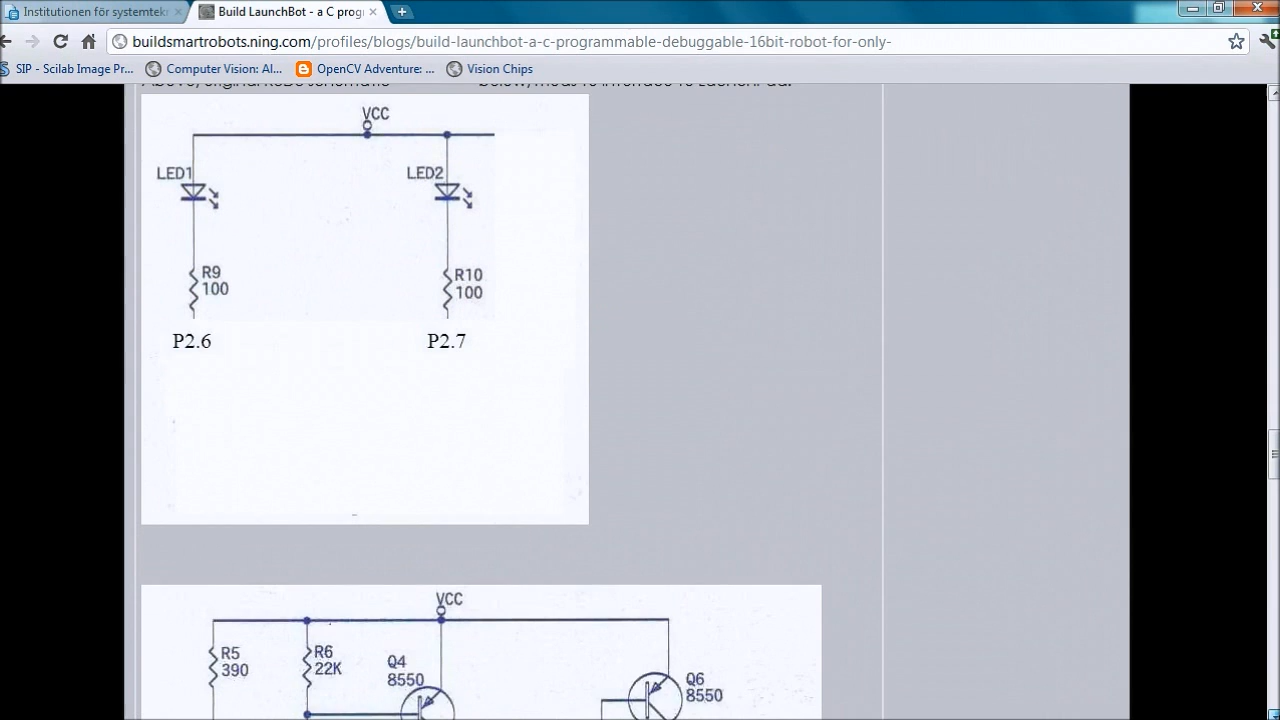 Institutionen för systemtekn
Build LaunchBot - a C progr
buildsmartrobots.ning.com/profiles/blogs/build-launchbot-a-c-programmable-debuggable-16bit-robot-for-only-
SIP - Scilab Image Pr...
Computer Vision: Al...
OpenCV Adventure: ...
Vision Chips
VCC
LED1
LED2
R9
100
R10
100
P2.6
P2.7
VCC
R5
390
R6
22K
Q4
8550
Q6
8550